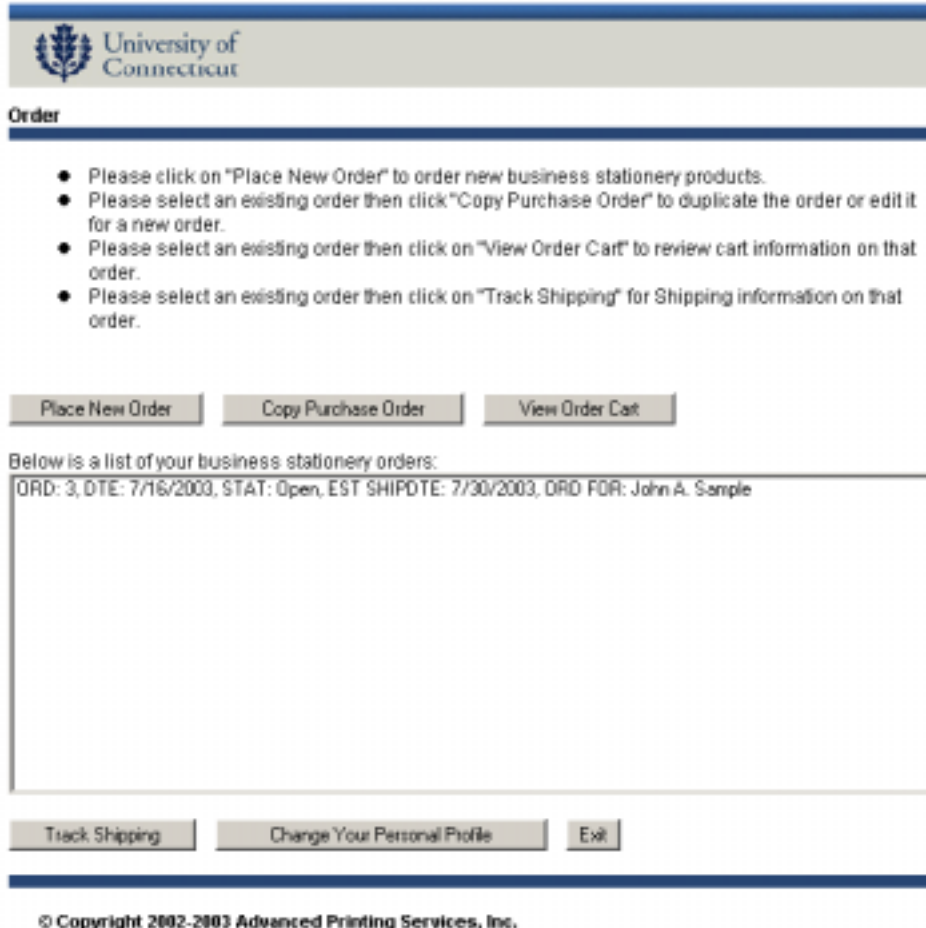 University of
Connecticut
Order
● Please click on "Place New Order" to order new business stationery products.
● Please select an existing order then click "Copy Purchase Order" to duplicate the order or edit it
for a new order.
● Please select an existing order then click on "View Order Cart" to review cart information on that
order.
● Please select an existing order then click on "Track Shipping" for Shipping information on that
order.
Place New Order Copy Purchase Order View Order Cart
Below is a list of your business stationery orders:
ORD: 3, DTE: 7/16/2003, STAT: Open, EST SHIPDTE: 7/30/2003, ORD FOR: John A. Sample
Track Shipping Change Your Personal Profile Exit
© Copyright 2002-2003 Advanced Printing Services, Inc.